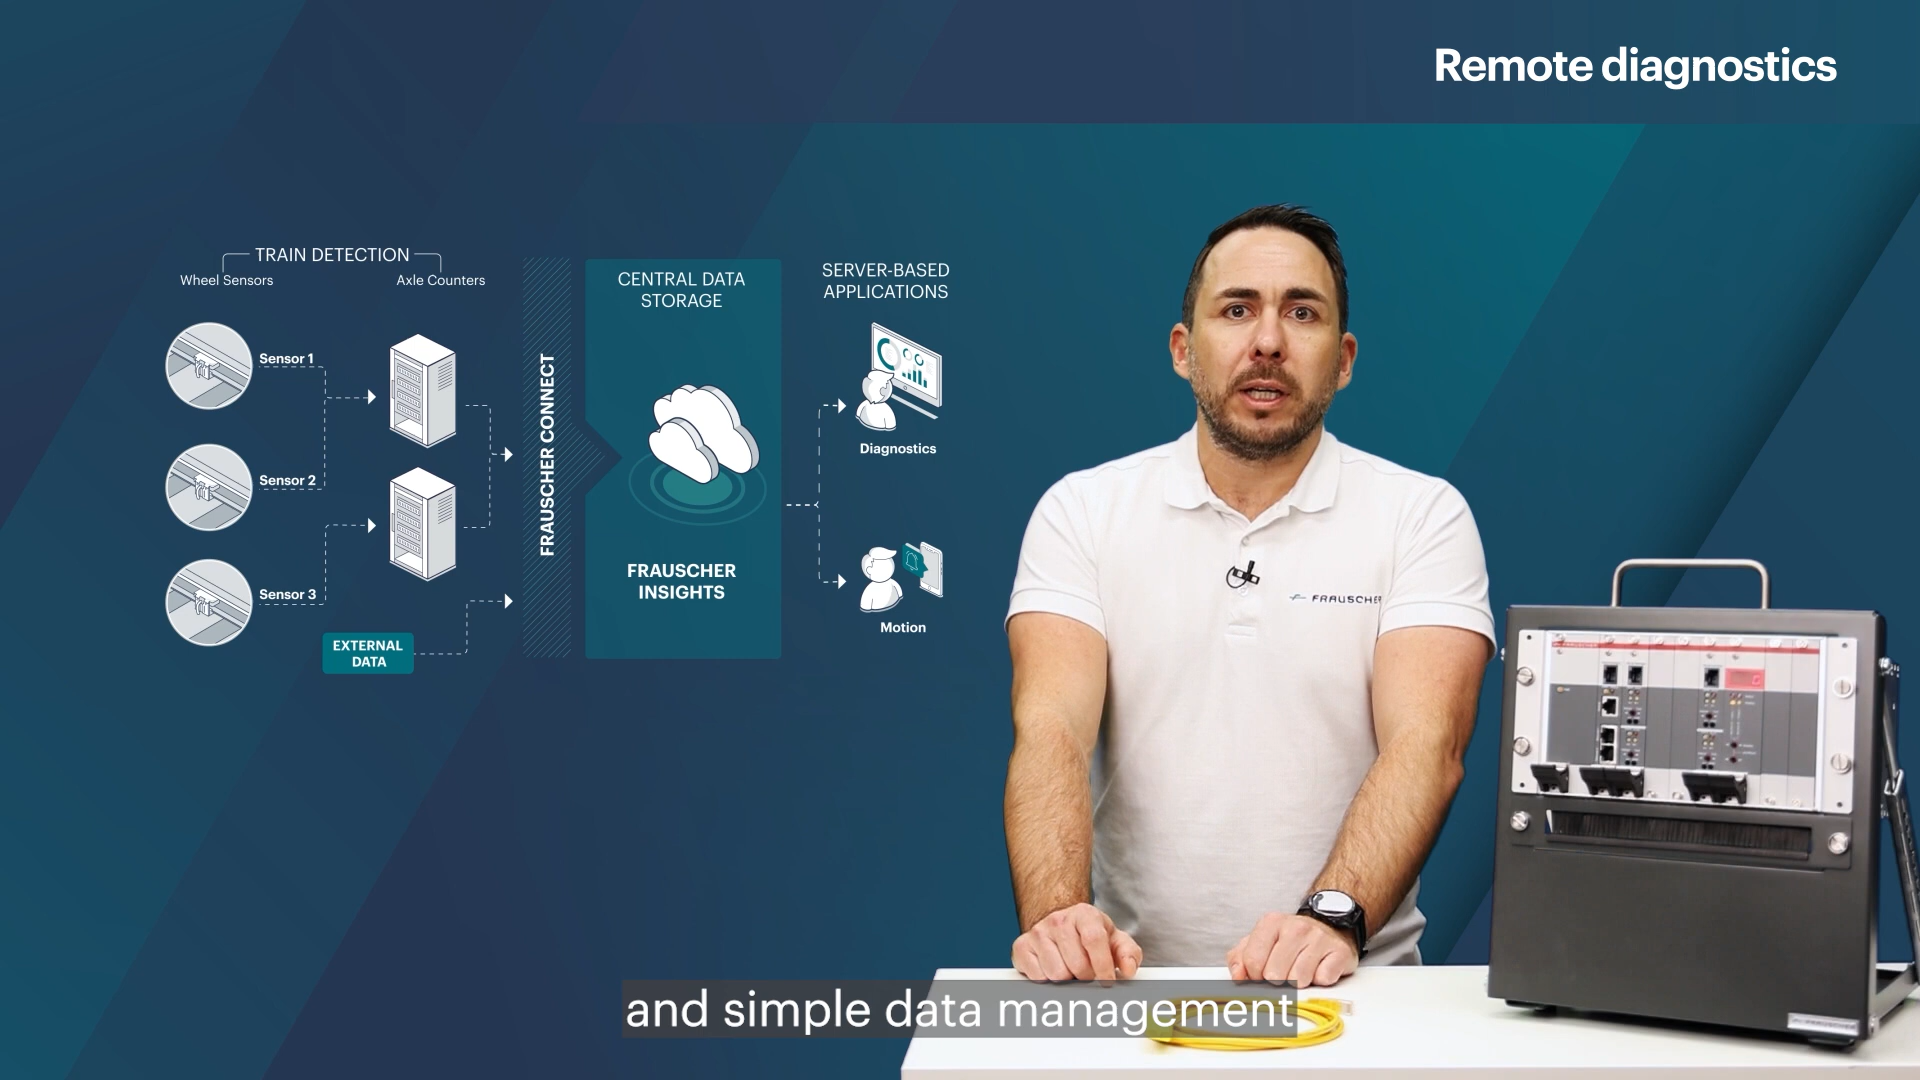 Remote diagnostics
TRAIN DETECTION
Wheel Sensors
Axle Counters
Sensor 1
Sensor 2
Sensor 3
EXTERNAL
DATA
FRAUSCHER CONNECT
CENTRAL DATA
STORAGE
FRAUSCHER
INSIGHTS
SERVER-BASED
APPLICATIONS
Diagnostics
Motion
FRAUSCHER
and simple data management